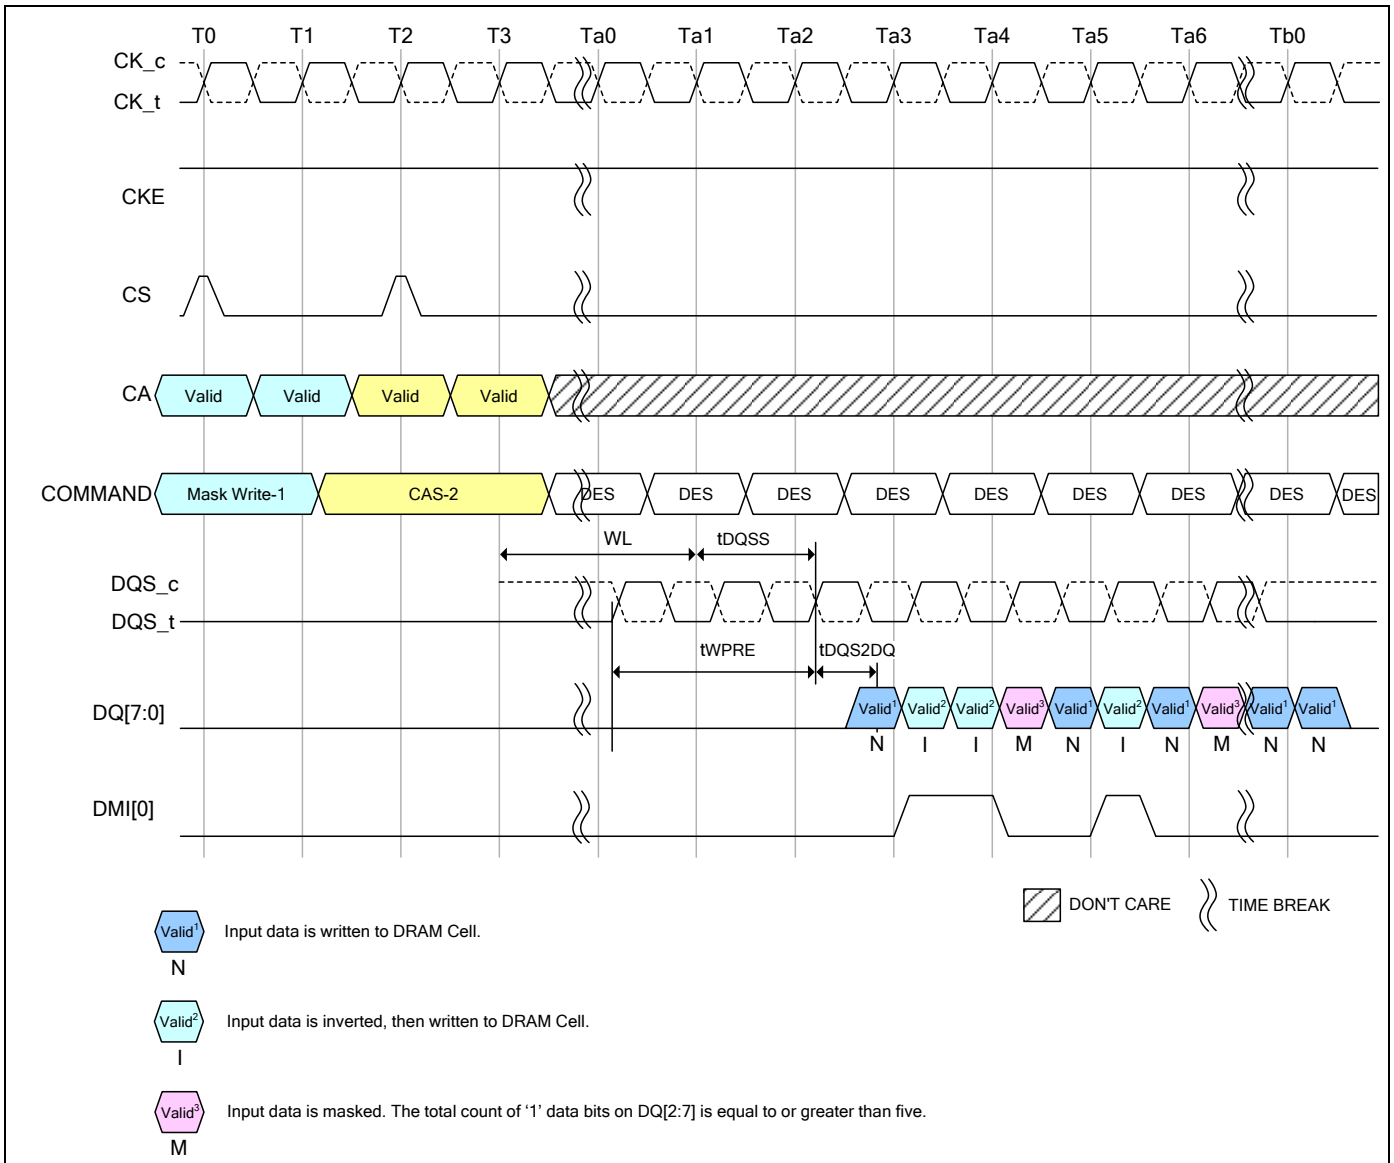 T0 T1 T2 T3 Ta0 Ta1 Ta2 Ta3 Ta4 Ta5 Ta6 Tb0
CK_c
CK_t
CKE
CS
CA Valid Valid Valid Valid
COMMAND Mask Write-1 CAS-2 DES DES DES DES DES DES DES DES DES
WL tDQSS
DQS_c
DQS_t
tWPRE tDQS2DQ
DQ[7:0] Valid1 Valid2 Valid2 Valid3 Valid1 Valid2 Valid1 Valid3 Valid1 Valid1
N I I M N I N M N N
DMI[0]
DON'T CARE TIME BREAK
Valid1 Input data is written to DRAM Cell.
N
Valid2 Input data is inverted, then written to DRAM Cell.
I
Valid3 Input data is masked. The total count of ‘1’ data bits on DQ[2:7] is equal to or greater than five.
M